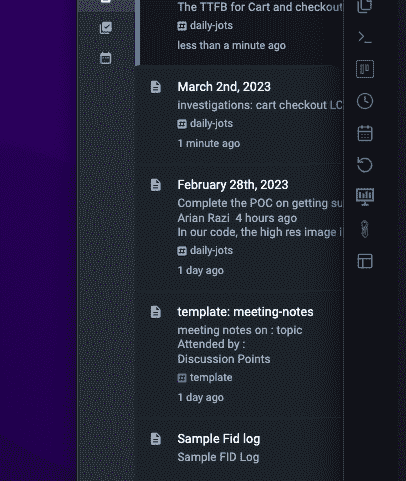 The TTFB for Cart and checkout
daily-jots
less than a minute ago
March 2nd, 2023
investigations: cart checkout LC
daily-jots
1 minute ago
February 28th, 2023
Complete the POC on getting su
Arian Razi 4 hours ago
In our code, the high res image i
daily-jots
1 day ago
template: meeting-notes
meeting notes on : topic
Attended by :
Discussion Points
template
1 day ago
Sample Fid log
Sample FID Log